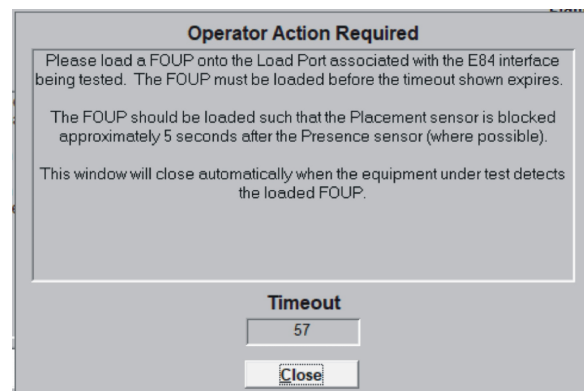 Operator Action Required
Please load a FOUP onto the Load Port associated with the E84 interface
being tested. The FOUP must be loaded before the timeout shown expires.
The FOUP should be loaded such that the Placement sensor is blocked
approximately 5 seconds after the Presence sensor (where possible).
This window will close automatically when the equipment under test detects
the loaded FOUP.
Timeout
57
Close